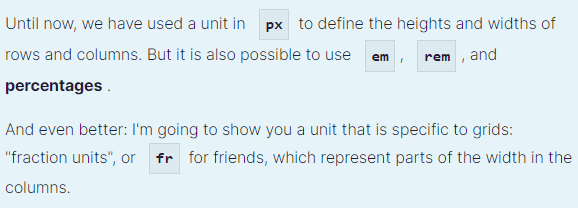 Until now, we have used a unit in px to define the heights and widths of
rows and columns. But it is also possible to use em , rem , and
percentages .
And even better: I'm going to show you a unit that is specific to grids:
"fraction units", or fr for friends, which represent parts of the width in the
columns.